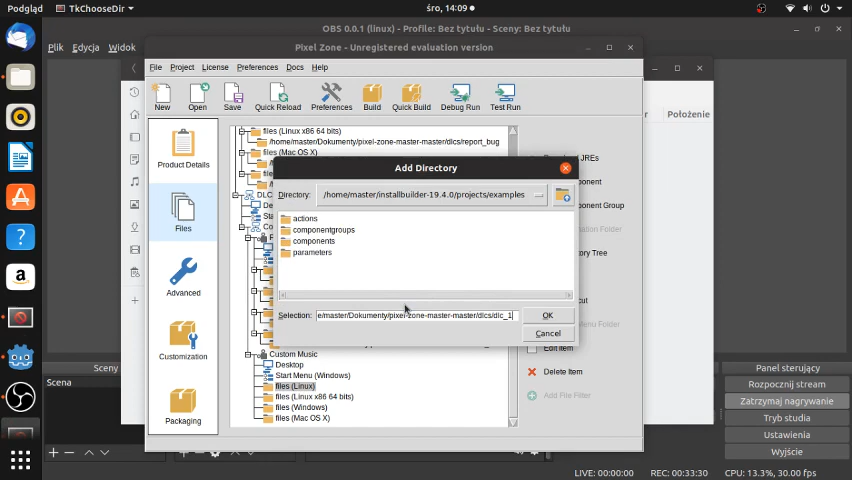 Podgląd
TkChooseDir
śro, 14:09
OBS 0.0.1 (linux) - Profile: Bez tytułu - Sceny: Bez tytułu
Plik Edycja Widok
Pixel Zone - Unregistered evaluation version
File Project License Preferences Docs Help
New Open Save Quick Reload Preferences Build Quick Build Debug Run Test Run
Położenie
Product Details
Files
Advanced
Customization
Packaging
files (Linux x86 64 bits)
/home/master/Dokumenty/pixel-zone-master-master/dlcs/report_bug
files (Mac OS X)
Add Directory
Directory: /home/master/installbuilder-19.4.0/projects/examples
actions
componentgroups
components
parameters
Selection: e/master/Dokumenty/pixel-zone-master-master/dlcs/dlc_1
OK
Cancel
Custom Music
Desktop
Start Menu (Windows)
files (Linux)
files (Linux x86 64 bits)
files (Windows)
files (Mac OS X)
JREs
Edit Item
Delete Item
Add File Filter
Sceny
Scena
Panel sterujący
Rozpocznij stream
Zatrzymaj nagrywanie
Tryb studia
Ustawienia
Wyjście
LIVE: 00:00:00 REC: 00:33:30 CPU: 13.3%, 30.00 fps